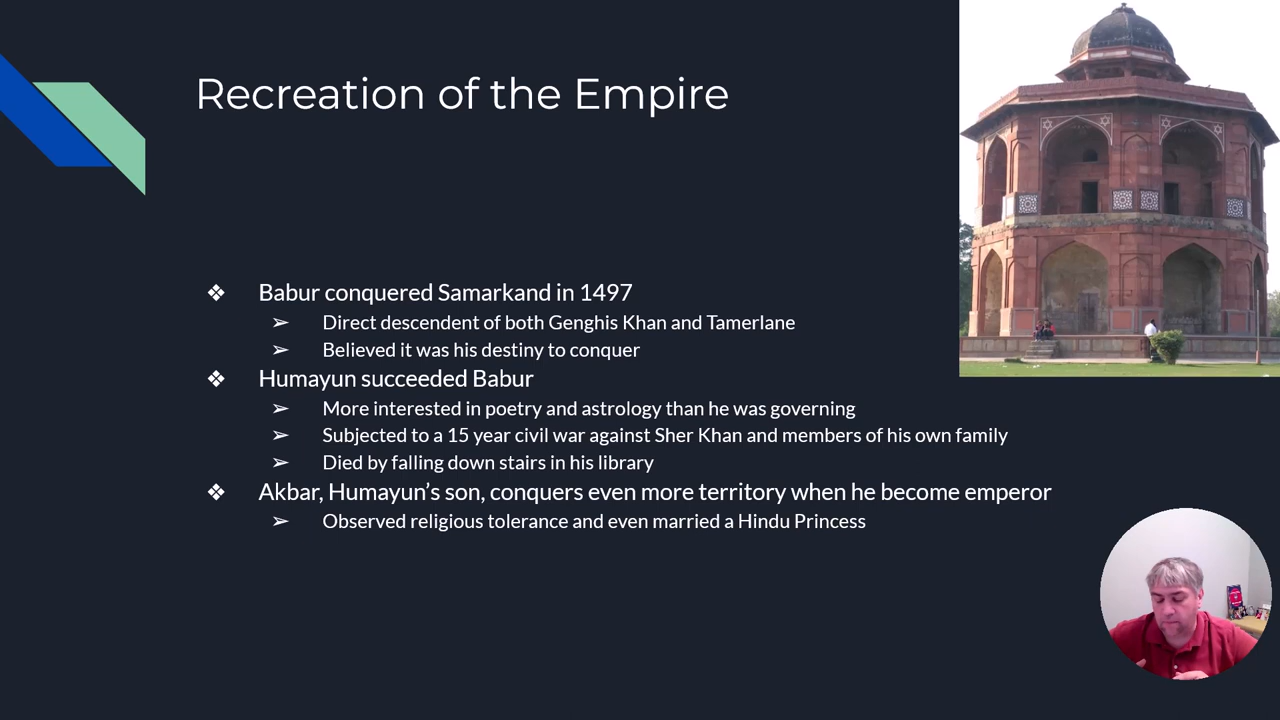 Recreation of the Empire
❖ Babur conquered Samarkand in 1497
➢ Direct descendent of both Genghis Khan and Tamerlane
➢ Believed it was his destiny to conquer
❖ Humayun succeeded Babur
➢ More interested in poetry and astrology than he was governing
➢ Subjected to a 15 year civil war against Sher Khan and members of his own family
➢ Died by falling down stairs in his library
❖ Akbar, Humayun’s son, conquers even more territory when he become emperor
➢ Observed religious tolerance and even married a Hindu Princess